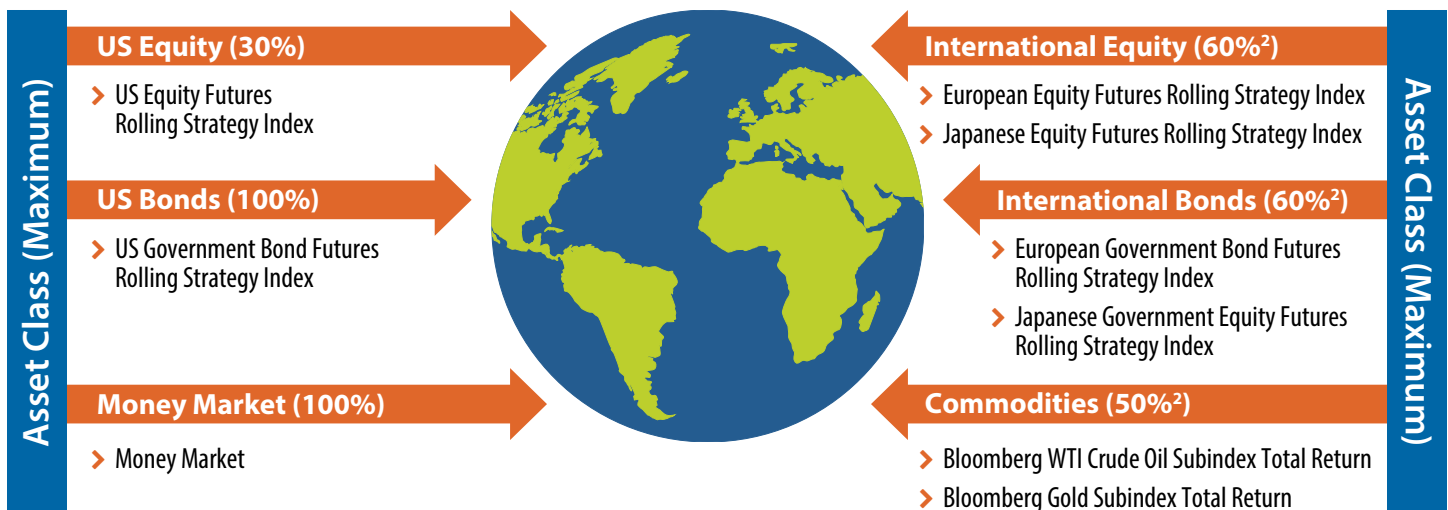 Asset Class (Maximum)
US Equity (30%)
US Equity Futures
Rolling Strategy Index
US Bonds (100%)
US Government Bond Futures
Rolling Strategy Index
Money Market (100%)
Money Market
International Equity (60%²)
European Equity Futures Rolling Strategy Index
Japanese Equity Futures Rolling Strategy Index
International Bonds (60%²)
European Government Bond Futures
Rolling Strategy Index
Japanese Government Equity Futures
Rolling Strategy Index
Commodities (50%²)
Bloomberg WTI Crude Oil Subindex Total Return
Bloomberg Gold Subindex Total Return
Asset Class (Maximum)